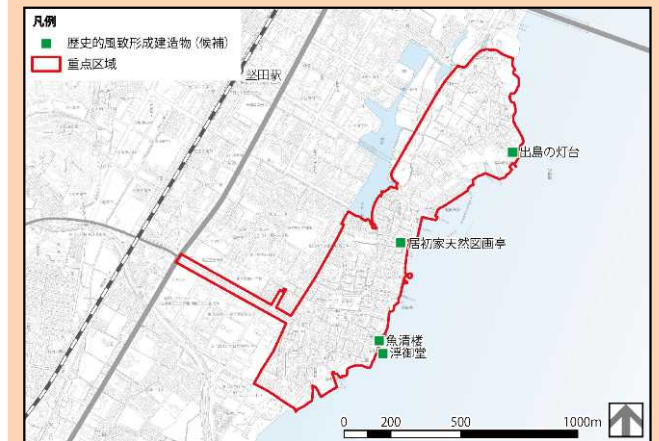 凡例
歴史的風致形成建造物(候補)
重点区域
堅田駅
出島の灯台
居初家天然図画亭
魚清楼
浮御堂
0 200 500 1000m